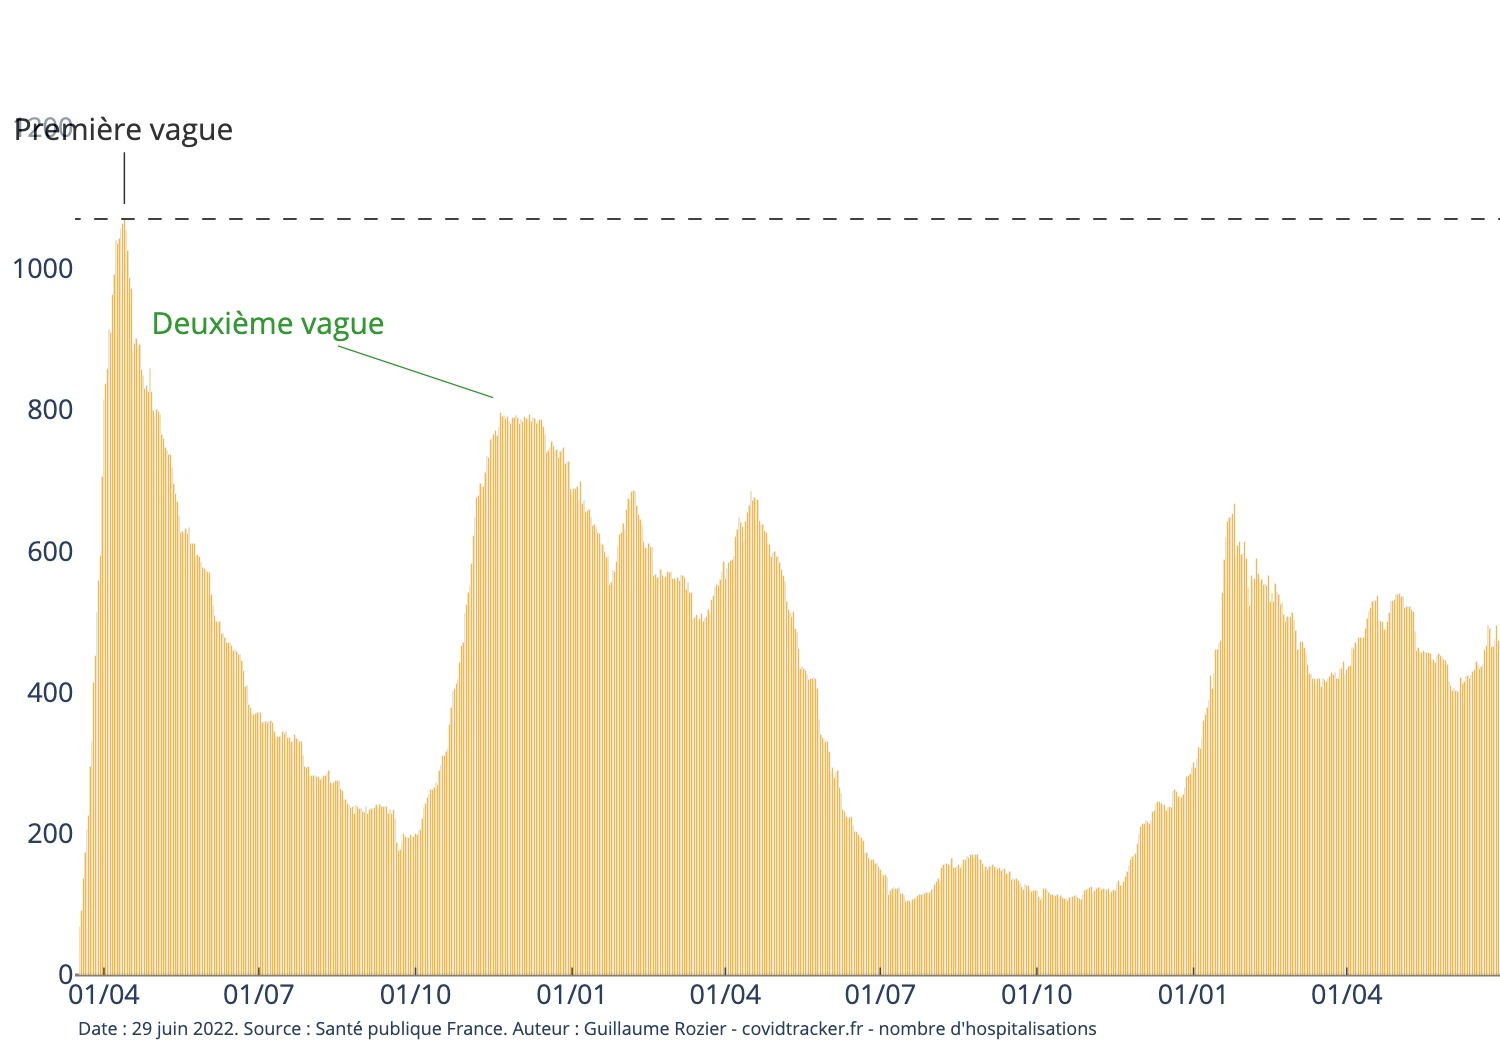 1200
Première vague
1000
Deuxième vague
800
600
400
200
0
01/04 01/07 01/10 01/01 01/04 01/07 01/10 01/01 01/04
Date : 29 juin 2022. Source : Santé publique France. Auteur : Guillaume Rozier - covidtracker.fr - nombre d'hospitalisations